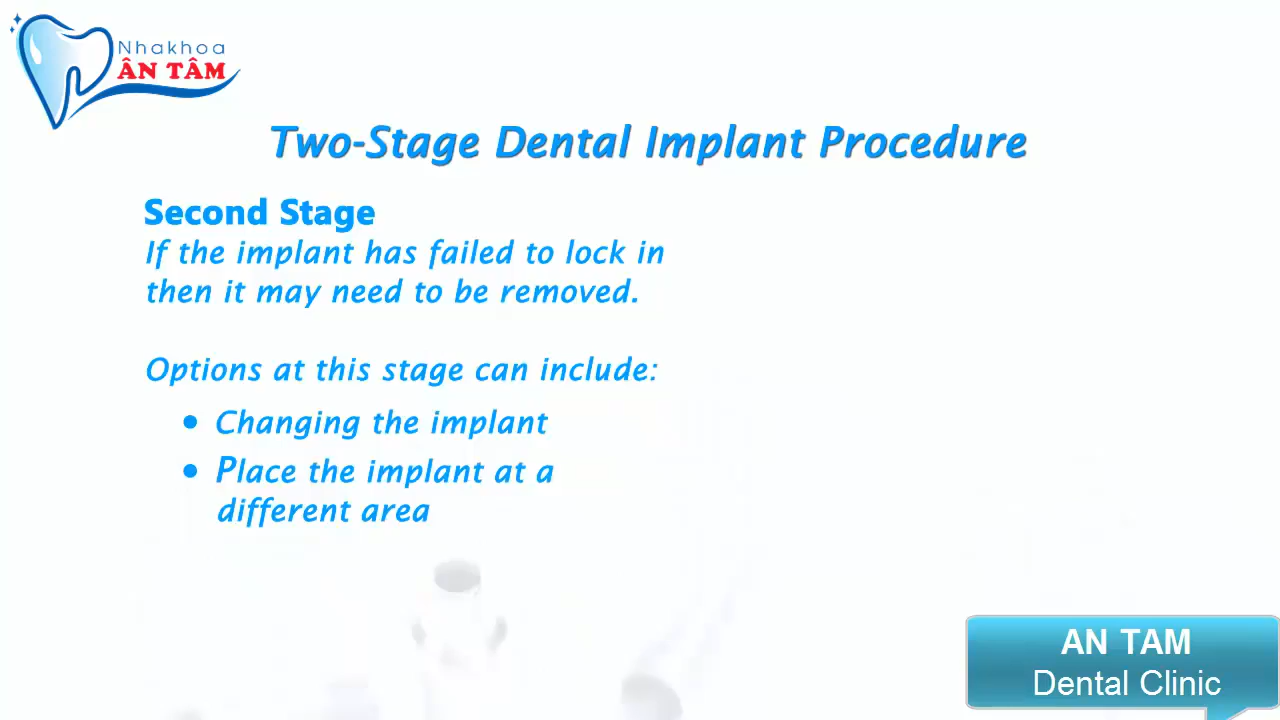 Nhakhoa
ÂN TÂM
Two-Stage Dental Implant Procedure
Second Stage
If the implant has failed to lock in
then it may need to be removed.
Options at this stage can include:
• Changing the implant
• Place the implant at a
different area
AN TAM
Dental Clinic